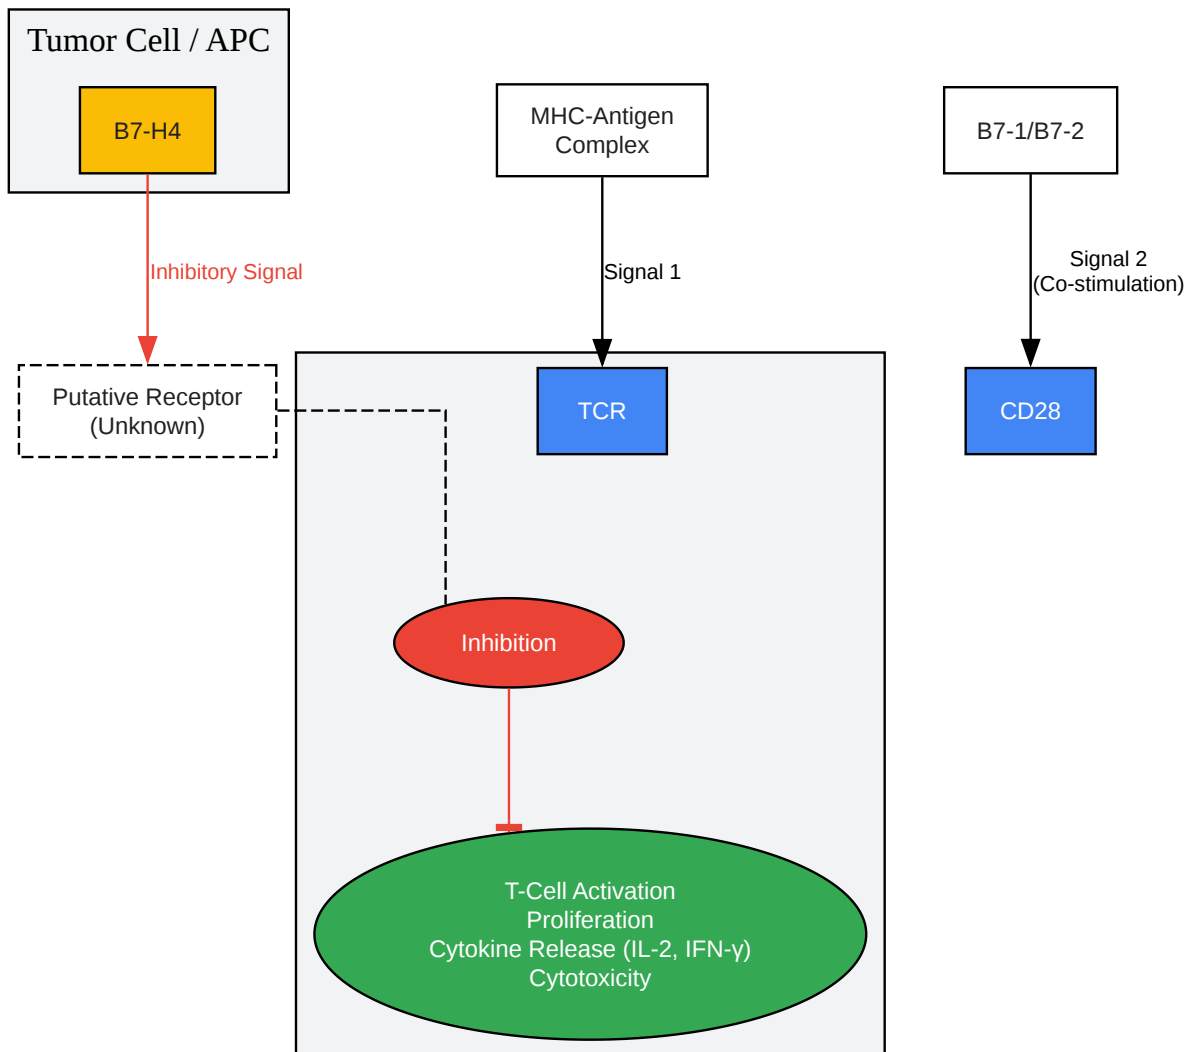 Tumor Cell / APC
B7-H4
MHC-Antigen
Complex
B7-1/B7-2
Inhibitory Signal
Signal 1
Signal 2
(Co-stimulation)
Putative Receptor
(Unknown)
TCR
CD28
Inhibition
T-Cell Activation
Proliferation
Cytokine Release (IL-2, IFN-γ)
Cytotoxicity